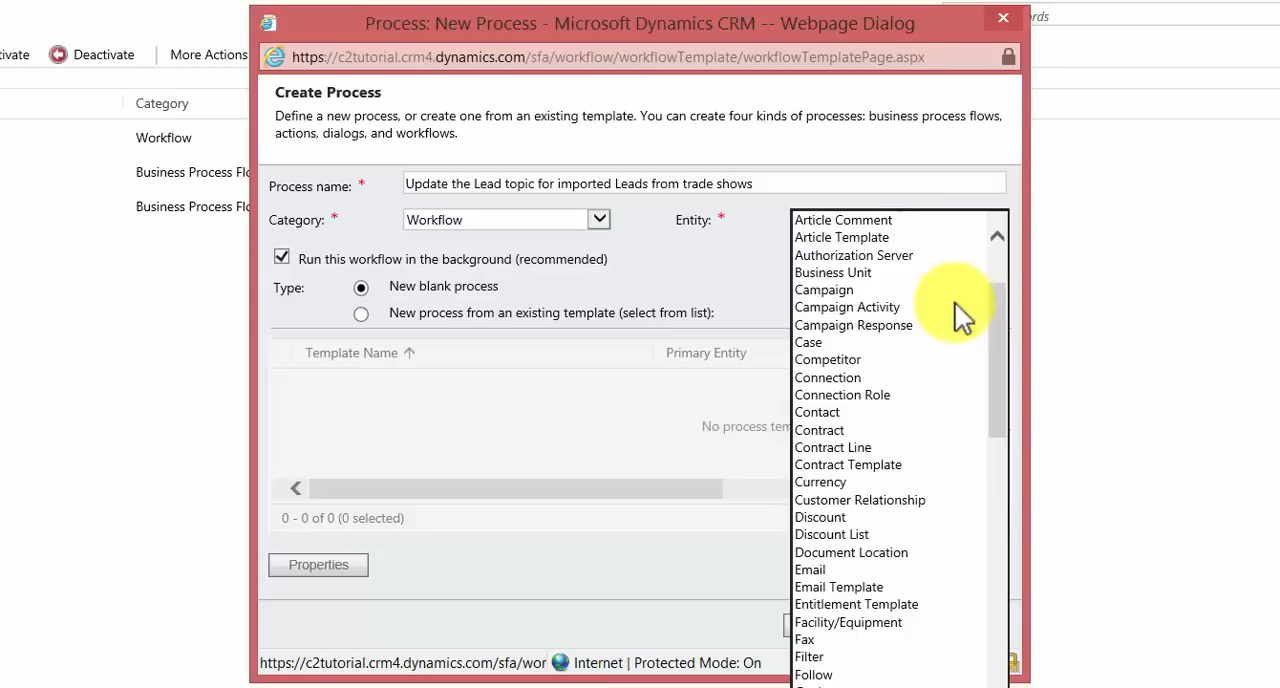 Process: New Process - Microsoft Dynamics CRM -- Webpage Dialog
https://c2tutorial.crm4.dynamics.com/sfa/workflow/workflowTemplate/workflowTemplatePage.aspx
Deactivate
More Actions
Category
Workflow
Business Process
Business Process
Create Process
Define a new process, or create one from an existing template. You can create four kinds of processes: business process flows,
actions, dialogs, and workflows.
Process name: * Update the Lead topic for imported Leads from trade shows
Category: * Workflow Entity: *
Run this workflow in the background (recommended)
Type: New blank process
New process from an existing template (select from list):
Template Name Primary Entity
No process
0 - 0 of 0 (0 selected)
Properties
Article Comment
Article Template
Authorization Server
Business Unit
Campaign
Campaign Activity
Campaign Response
Case
Competitor
Connection
Connection Role
Contact
Contract
Contract Line
Contract Template
Currency
Customer Relationship
Discount
Discount List
Document Location
Email
Email Template
Entitlement Template
Facility/Equipment
Fax
Filter
Follow
https://c2tutorial.crm4.dynamics.com/sfa/wor Internet | Protected Mode: On